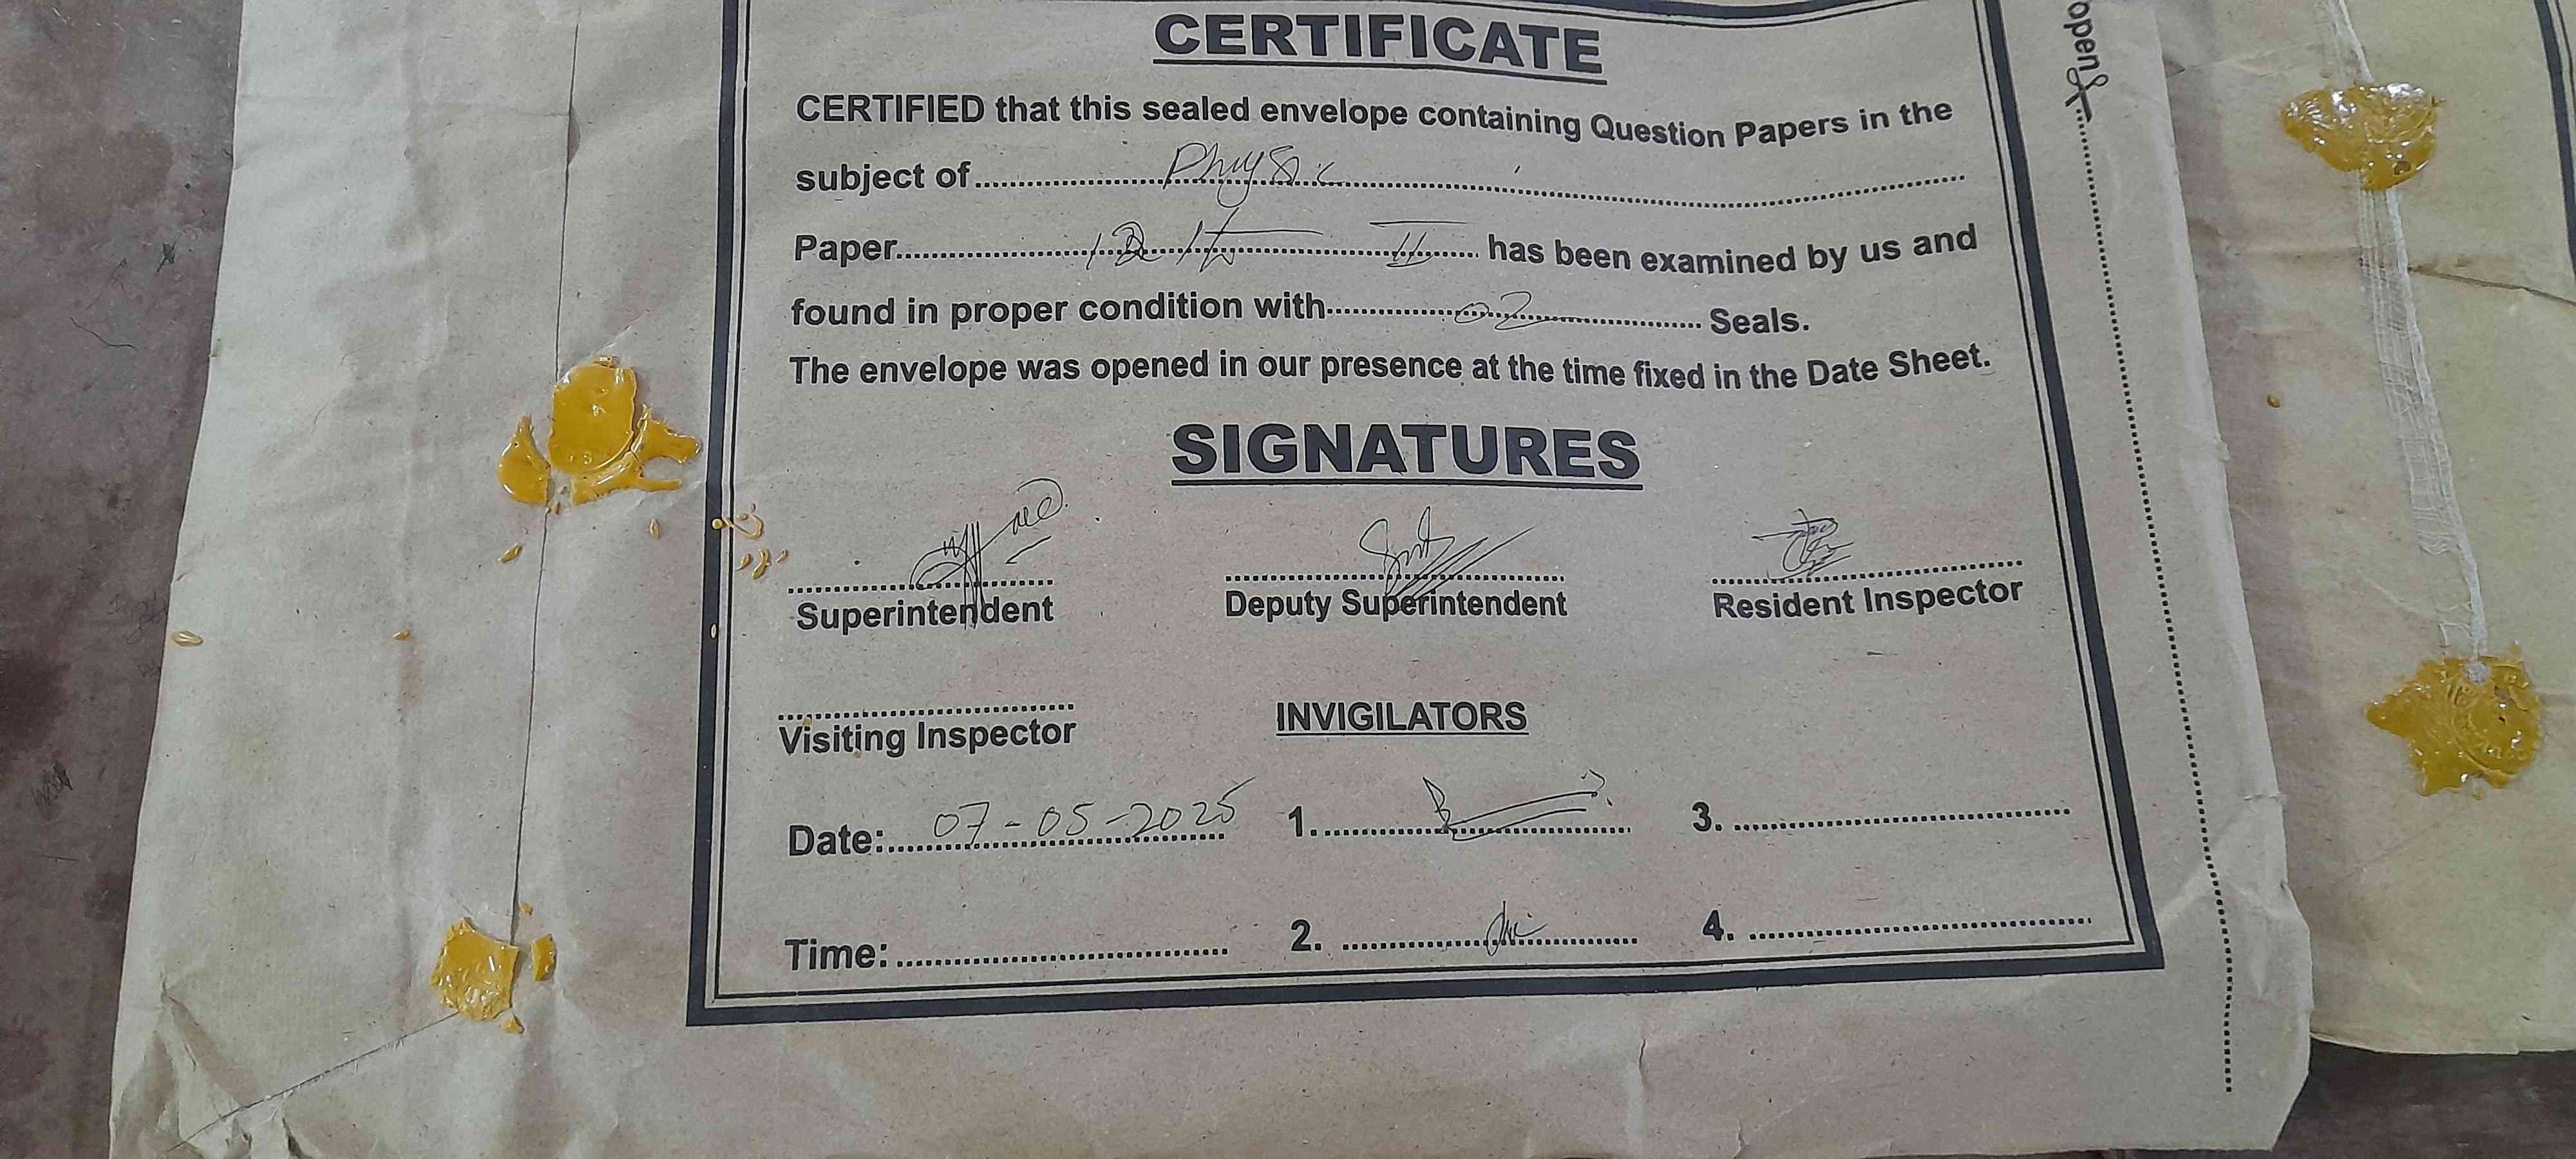 CERTIFICATE
CERTIFIED that this sealed envelope containing Question Papers in the
subject of Physic
Paper II has been examined by us and
found in proper condition with 02 Seals.
The envelope was opened in our presence at the time fixed in the Date Sheet.
SIGNATURES
Superintendent Deputy Superintendent Resident Inspector
Visiting Inspector INVIGILATORS
Date: 07-05-2025 1. 3.
Time: 2. 4.
open